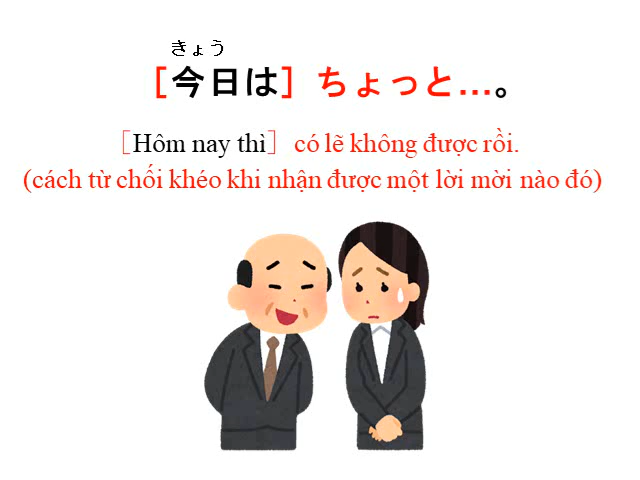 きょう
［今日は］ちょっと…。
［Hôm nay thì］ có lẽ không được rồi.
(cách từ chối khéo khi nhận được một lời mời nào đó)